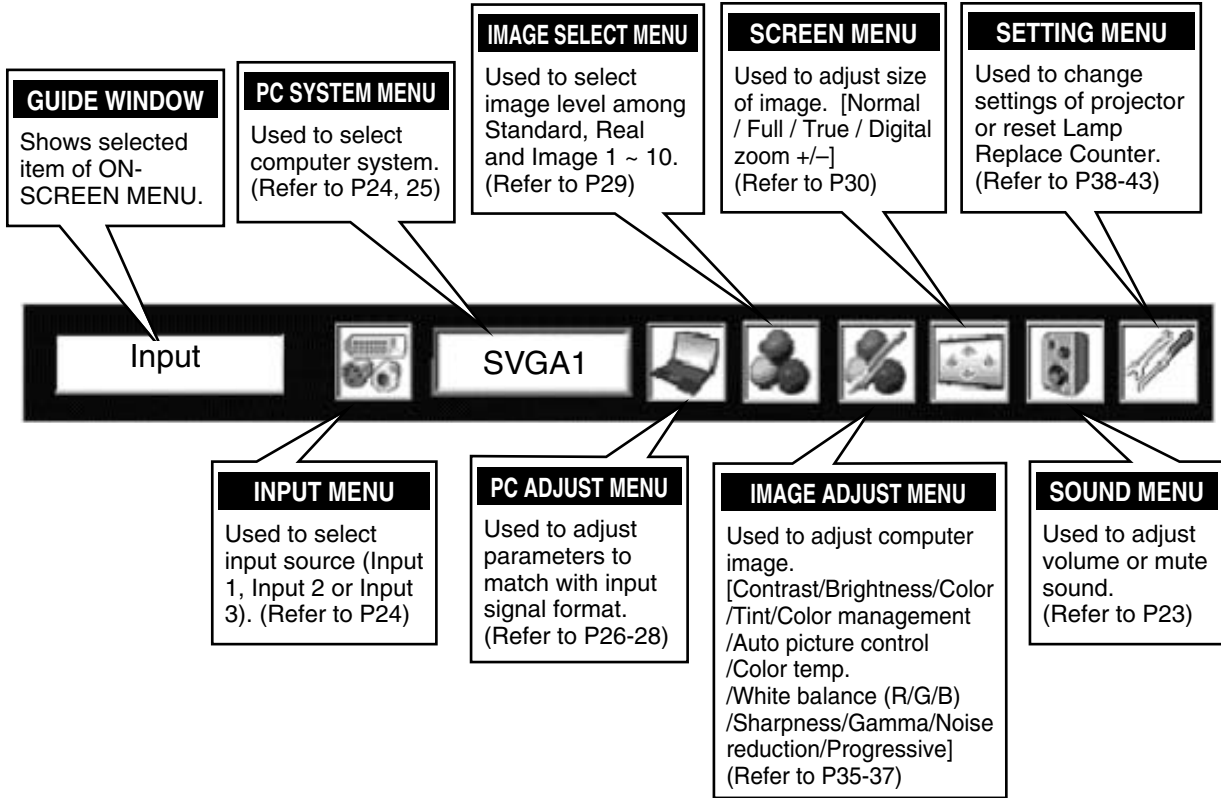 GUIDE WINDOW
Shows selected
item of ON-
SCREEN MENU.
PC SYSTEM MENU
Used to select
computer system.
(Refer to P24, 25)
IMAGE SELECT MENU
Used to select
image level among
Standard, Real
and Image 1 ~ 10.
(Refer to P29)
SCREEN MENU
Used to adjust size
of image. [Normal
/ Full / True / Digital
zoom +/–]
(Refer to P30)
SETTING MENU
Used to change
settings of projector
or reset Lamp
Replace Counter.
(Refer to P38-43)
Input
SVGA1
INPUT MENU
Used to select
input source (Input
1, Input 2 or Input
3). (Refer to P24)
PC ADJUST MENU
Used to adjust
parameters to
match with input
signal format.
(Refer to P26-28)
IMAGE ADJUST MENU
Used to adjust computer
image.
[Contrast/Brightness/Color
/Tint/Color management
/Auto picture control
/Color temp.
/White balance (R/G/B)
/Sharpness/Gamma/Noise
reduction/Progressive]
(Refer to P35-37)
SOUND MENU
Used to adjust
volume or mute
sound.
(Refer to P23)